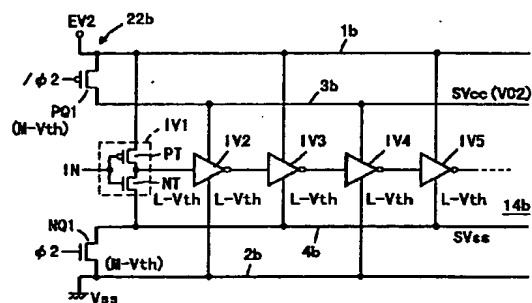 EV2
22b
1b
/φ2
SVcc(VO2)
3b
PQ1
(M-Vth)
IV1
IV2
IV3
IV4
IV5
PT
IN
NT
L-Vth
L-Vth
L-Vth
L-Vth
L-Vth
14b
NQ1
SVss
4b
φ2
(M-Vth)
2b
Vss